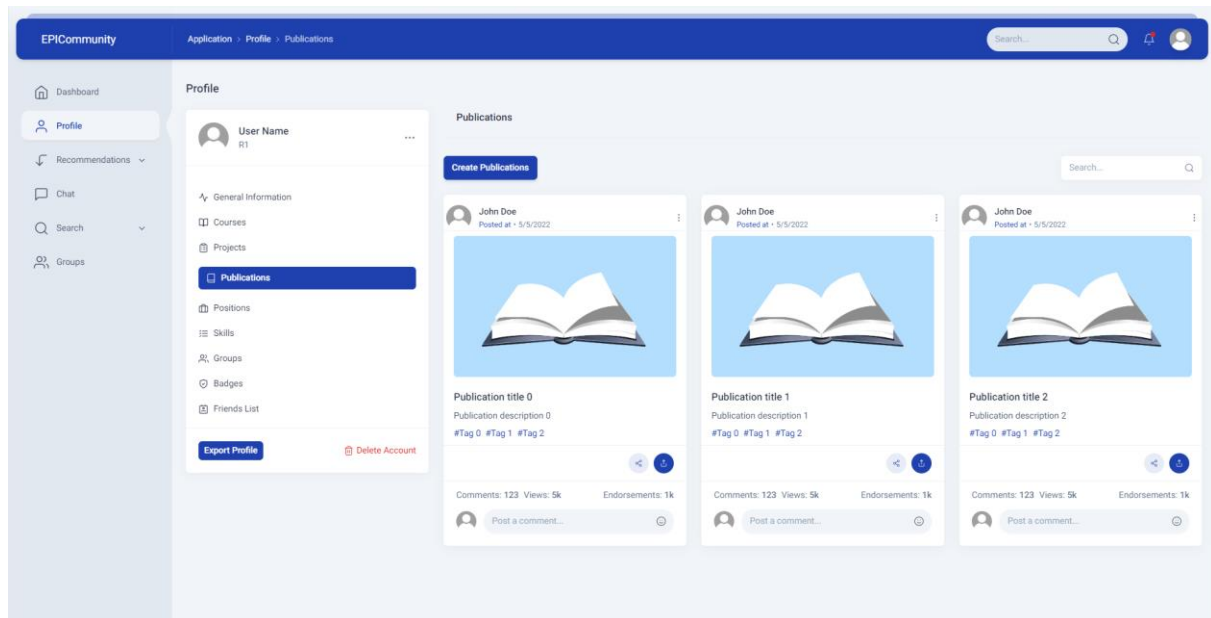 EPICommunity
Application > Profile > Publications
Search...
Dashboard
Profile
Recommendations
Chat
Search
Groups
Profile
User Name
R1
General Information
Courses
Projects
Publications
Positions
Skills
Groups
Badges
Friends List
Export Profile
Delete Account
Publications
Create Publications
Search...
John Doe
Posted at • 5/5/2022
Publication title 0
Publication description 0
#Tag 0 #Tag 1 #Tag 2
Comments: 123 Views: 5k Endorsements: 1k
Post a comment...
John Doe
Posted at • 5/5/2022
Publication title 1
Publication description 1
#Tag 0 #Tag 1 #Tag 2
Comments: 123 Views: 5k Endorsements: 1k
Post a comment...
John Doe
Posted at • 5/5/2022
Publication title 2
Publication description 2
#Tag 0 #Tag 1 #Tag 2
Comments: 123 Views: 5k Endorsements: 1k
Post a comment...